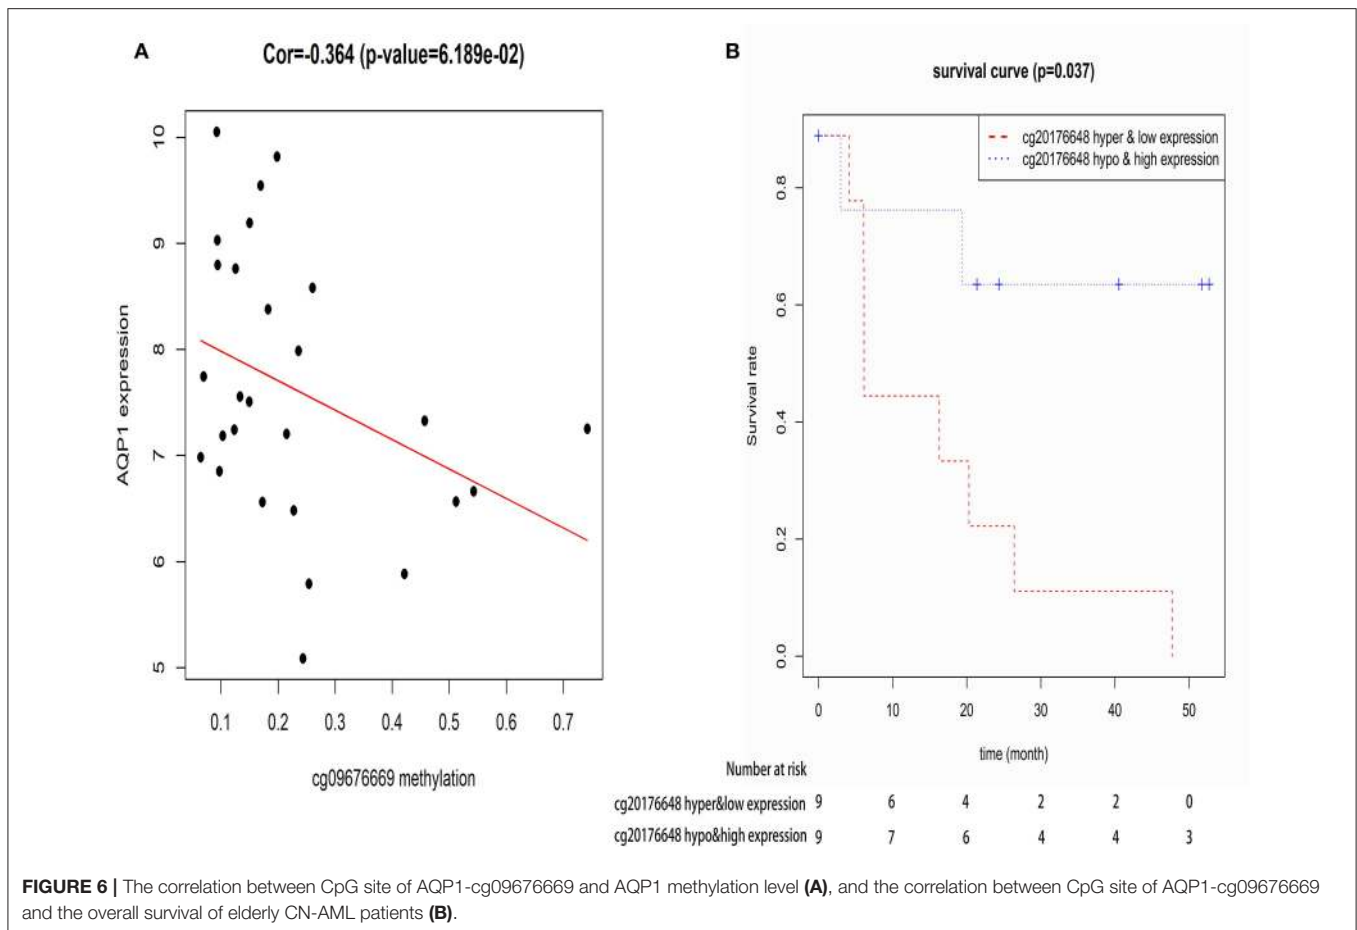 A
Cor=-0.364 (p-value=6.189e-02)
AQP1 expression
10
9
8
7
6
5
0.1 0.2 0.3 0.4 0.5 0.6 0.7
cg09676669 methylation
B
survival curve (p=0.037)
cg20176648 hyper & low expression
cg20176648 hypo & high expression
Survival rate
0.8
0.6
0.4
0.2
0.0
0 10 20 30 40 50
time (month)
Number at risk
cg20176648 hyper&low expression 9 6 4 2 2 0
cg20176648 hypo&high expression 9 7 6 4 4 3
FIGURE 6 | The correlation between CpG site of AQP1-cg09676669 and AQP1 methylation level (A), and the correlation between CpG site of AQP1-cg09676669
and the overall survival of elderly CN-AML patients (B).